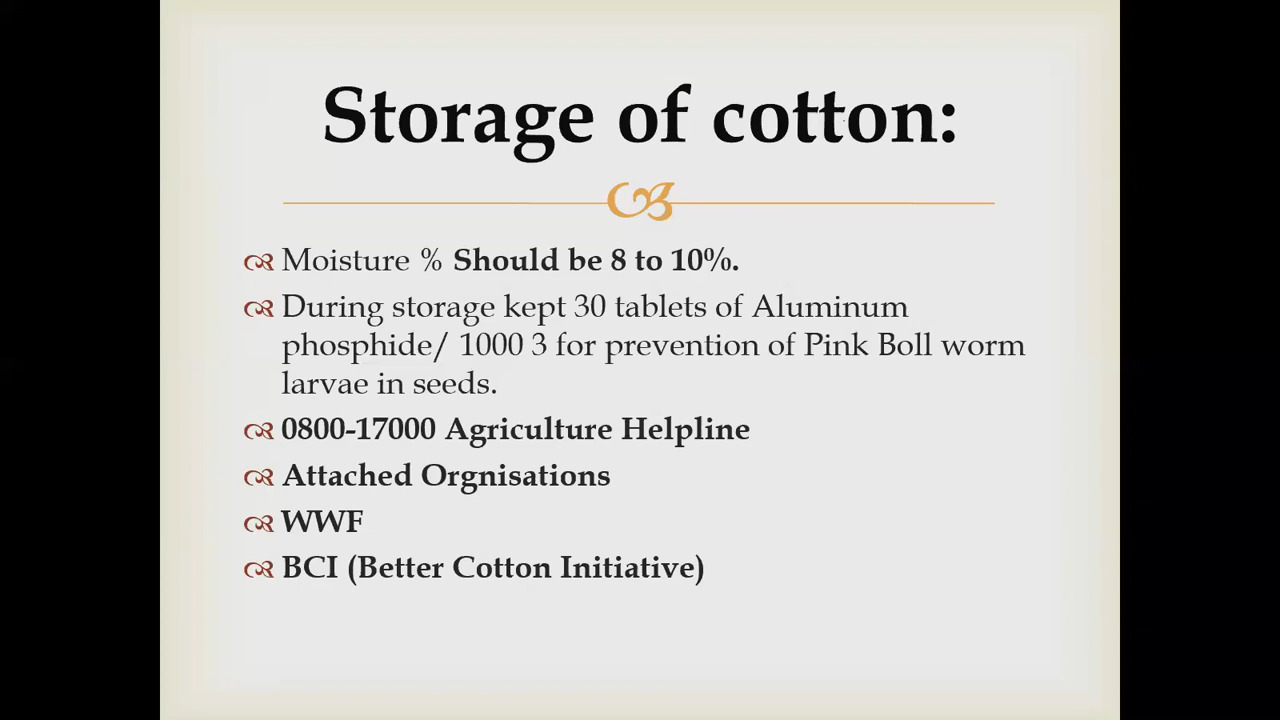 Storage of cotton:
Moisture % Should be 8 to 10%.
During storage kept 30 tablets of Aluminum
phosphide/ 1000 3 for prevention of Pink Boll worm
larvae in seeds.
0800-17000 Agriculture Helpline
Attached Orgnisations
WWF
BCI (Better Cotton Initiative)